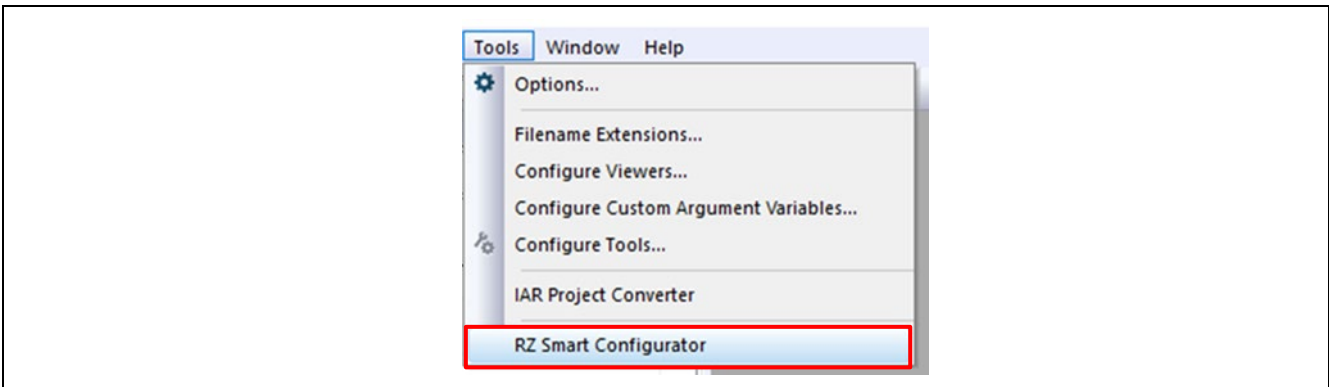 Tools Window Help
Options...
Filename Extensions...
Configure Viewers...
Configure Custom Argument Variables...
Configure Tools...
IAR Project Converter
RZ Smart Configurator